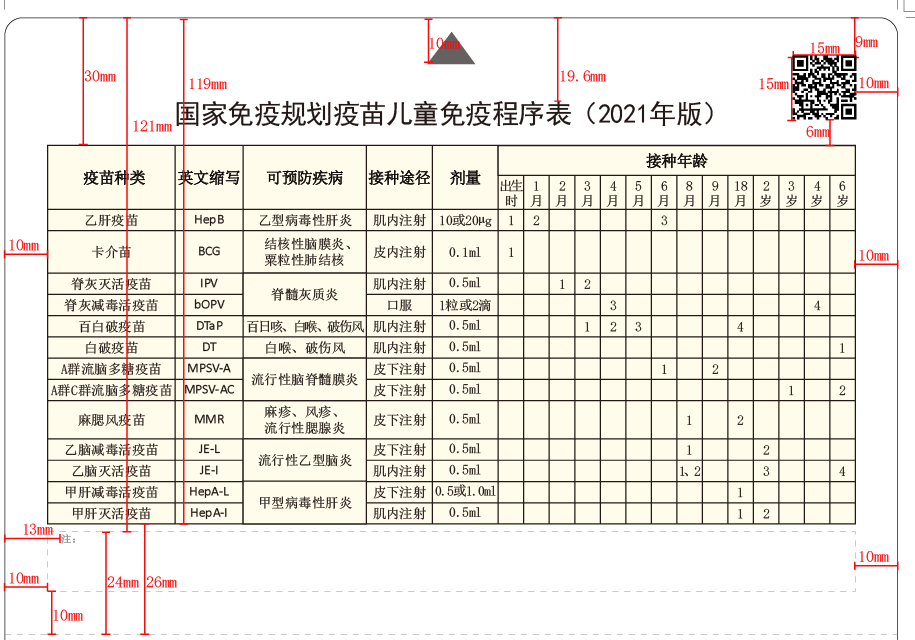 10mm
9mm
15mm
30mm
19.6mm
119mm
15mm
10mm
国家免疫规划疫苗儿童免疫程序表（2021年版）
121mm
6mm
疫苗种类 英文缩写 可预防疾病 接种途径 剂量 接种年龄
出生时 1月 2月 3月 4月 5月 6月 8月 9月 18月 2岁 3岁 4岁 6岁
乙肝疫苗 HepB 乙型病毒性肝炎 肌内注射 10或20μg 1 2 3
10mm
卡介苗 BCG 结核性脑膜炎、粟粒性肺结核 皮内注射 0.1ml 1
10mm
脊灰灭活疫苗 IPV 脊髓灰质炎 肌内注射 0.5ml 1 2
脊灰减毒活疫苗 bOPV 口服 1粒或2滴 3 4
百白破疫苗 DTaP 百日咳、白喉、破伤风 肌内注射 0.5ml 1 2 3 4
白破疫苗 DT 白喉、破伤风 肌内注射 0.5ml 1
A群流脑多糖疫苗 MPSV-A 流行性脑脊髓膜炎 皮下注射 0.5ml 1 2
A群C群流脑多糖疫苗 MPSV-AC 皮下注射 0.5ml 1 2
麻腮风疫苗 MMR 麻疹、风疹、流行性腮腺炎 皮下注射 0.5ml 1 2
乙脑减毒活疫苗 JE-L 流行性乙型脑炎 皮下注射 0.5ml 1 2
乙脑灭活疫苗 JE-I 肌内注射 0.5ml 1、2 3 4
甲肝减毒活疫苗 HepA-L 甲型病毒性肝炎 皮下注射 0.5或1.0ml 1
甲肝灭活疫苗 HepA-I 肌内注射 0.5ml 1 2
13mm
注:
10mm
10mm
24mm
26mm
10mm